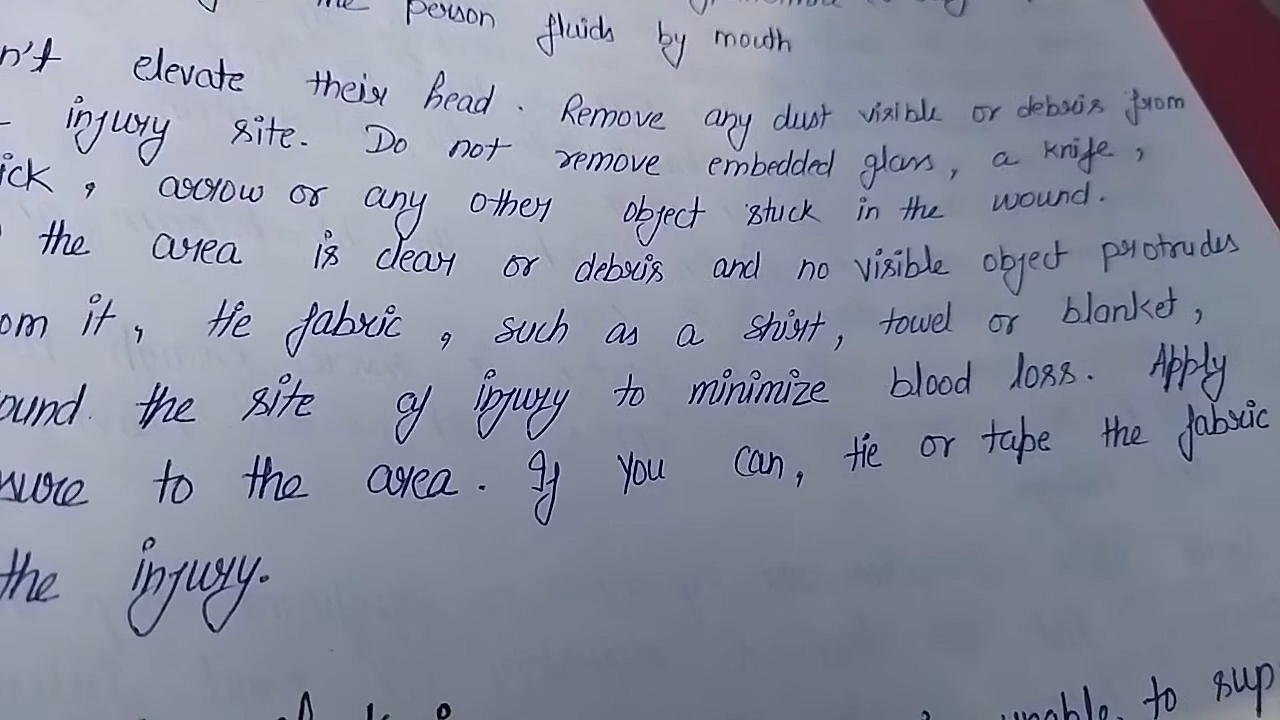 the person fluids by mouth
n't elevate their head. Remove any dust visible or debris from
injury site. Do not remove embedded glass, a knife,
ick, arrow or any other object stuck in the wound.
the area is clear or debris and no visible object protrudes
om it, tie fabric, such as a shirt, towel or blanket,
ound the site of injury to minimize blood loss. Apply
sure to the area. If you can, tie or tape the fabric
the injury.
unable to sup